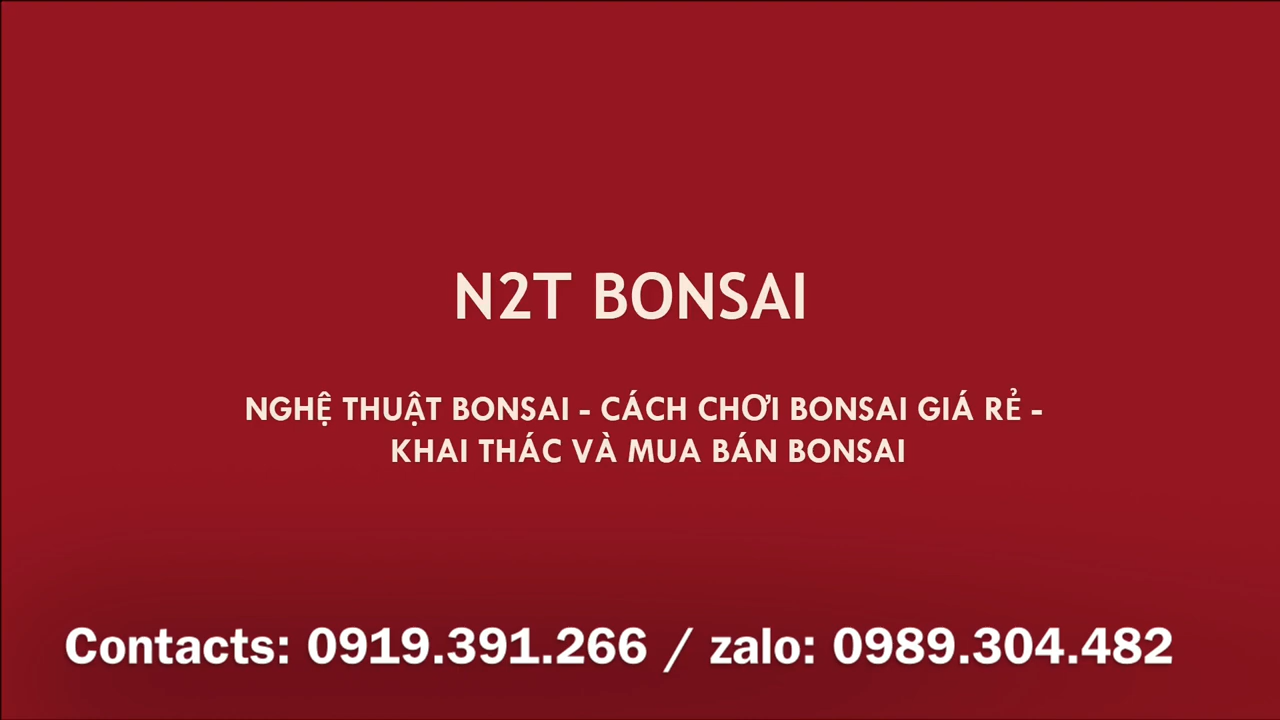 N2T BONSAI
NGHỆ THUẬT BONSAI - CÁCH CHƠI BONSAI GIÁ RẺ -
KHAI THÁC VÀ MUA BÁN BONSAI
Contacts: 0919.391.266 / zalo: 0989.304.482